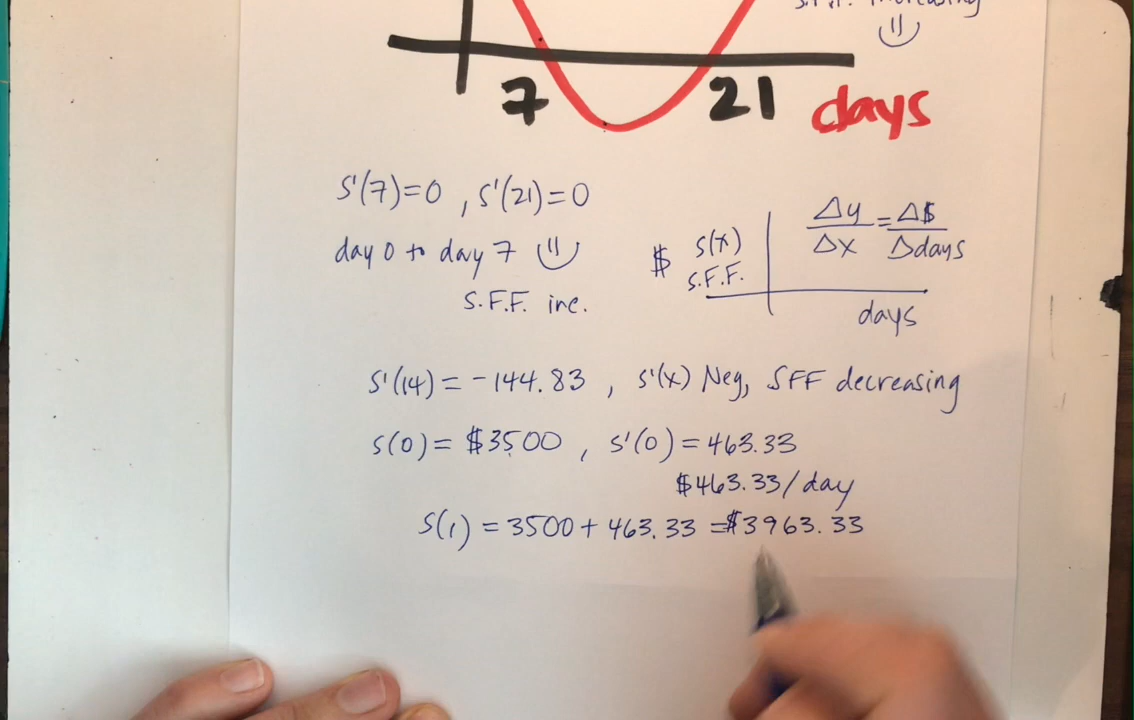 S.F.F. increasing
7 21 days
S'(7)=0 , S'(21)=0
day 0 to day 7
S.F.F. inc.
Δy/Δx = Δ$/Δdays
$ S(x)
S.F.F.
days
S'(14) = -144.83 , S'(x) Neg, SFF decreasing
S(0) = $3500 , S'(0) = 463.33
$463.33/day
S(1) = 3500 + 463.33 = $3963.33